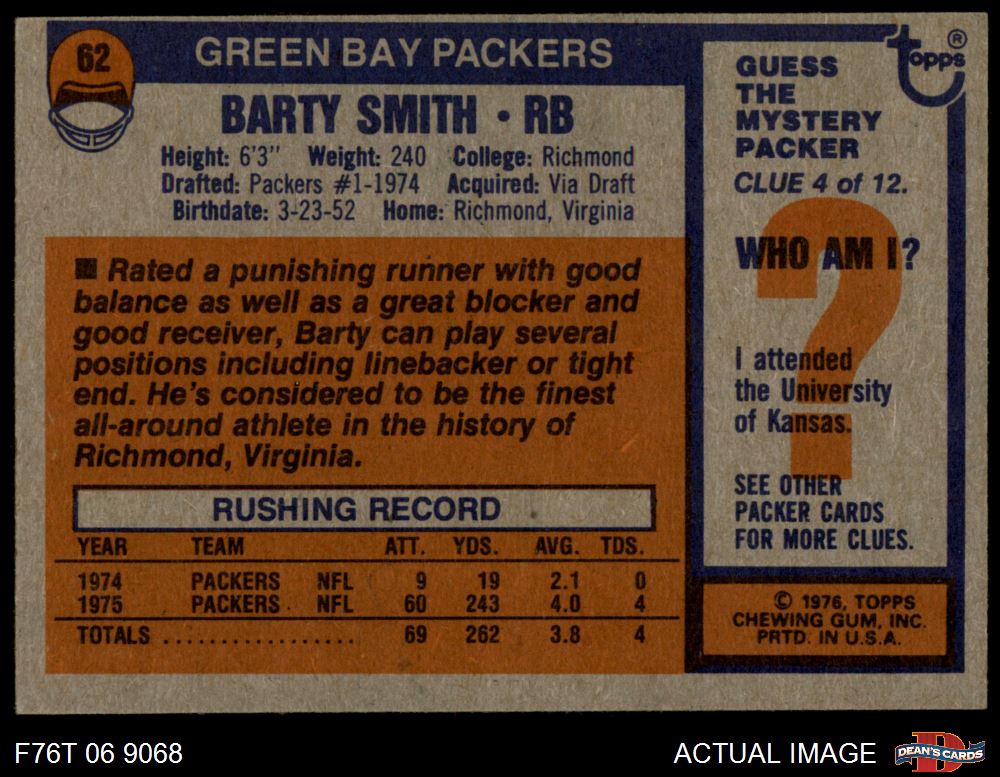 62
GREEN BAY PACKERS
BARTY SMITH • RB
Height: 6'3" Weight: 240 College: Richmond
Drafted: Packers #1-1974 Acquired: Via Draft
Birthdate: 3-23-52 Home: Richmond, Virginia
■ Rated a punishing runner with good
balance as well as a great blocker and
good receiver, Barty can play several
positions including linebacker or tight
end. He's considered to be the finest
all-around athlete in the history of
Richmond, Virginia.
RUSHING RECORD
YEAR TEAM ATT. YDS. AVG. TDS.
1974 PACKERS NFL 9 19 2.1 0
1975 PACKERS NFL 60 243 4.0 4
TOTALS .................. 69 262 3.8 4
topps®
GUESS
THE
MYSTERY
PACKER
CLUE 4 of 12.
WHO AM I?
?
I attended
the University
of Kansas.
SEE OTHER
PACKER CARDS
FOR MORE CLUES.
© 1976, TOPPS
CHEWING GUM, INC.
PRTD. IN U.S.A.
F76T 06 9068
ACTUAL IMAGE
D
DEAN'S CARDS